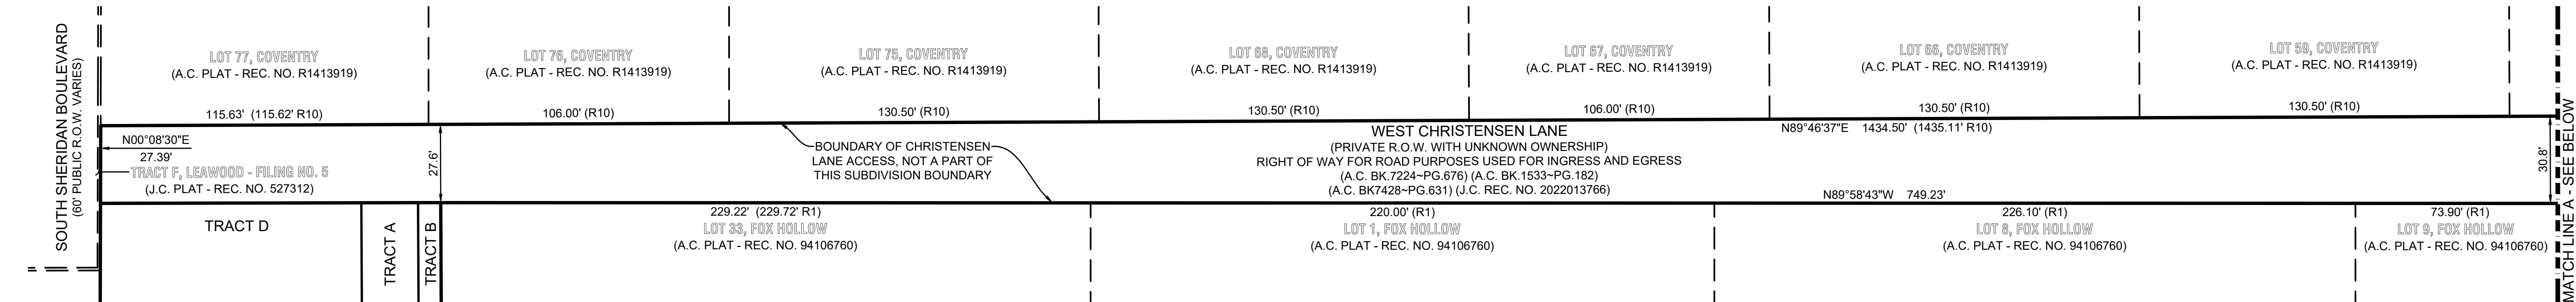 SOUTH SHERIDAN BOULEVARD
(60' PUBLIC R.O.W. VARIES)
LOT 77, COVENTRY
(A.C. PLAT - REC. NO. R1413919)
115.63' (115.62' R10)
LOT 76, COVENTRY
(A.C. PLAT - REC. NO. R1413919)
106.00' (R10)
LOT 75, COVENTRY
(A.C. PLAT - REC. NO. R1413919)
130.50' (R10)
LOT 68, COVENTRY
(A.C. PLAT - REC. NO. R1413919)
130.50' (R10)
LOT 67, COVENTRY
(A.C. PLAT - REC. NO. R1413919)
106.00' (R10)
LOT 66, COVENTRY
(A.C. PLAT - REC. NO. R1413919)
130.50' (R10)
LOT 59, COVENTRY
(A.C. PLAT - REC. NO. R1413919)
130.50' (R10)
N00°08'30"E
27.39'
TRACT F, LEAWOOD - FILING NO. 5
(J.C. PLAT - REC. NO. 527312)
27.6'
BOUNDARY OF CHRISTENSEN
LANE ACCESS, NOT A PART OF
THIS SUBDIVISION BOUNDARY
WEST CHRISTENSEN LANE
(PRIVATE R.O.W. WITH UNKNOWN OWNERSHIP)
RIGHT OF WAY FOR ROAD PURPOSES USED FOR INGRESS AND EGRESS
(A.C. BK.7224~PG.676) (A.C. BK.1533~PG.182)
(A.C. BK7428~PG.631) (J.C. REC. NO. 2022013766)
N89°46'37"E 1434.50' (1435.11' R10)
N89°58'43"W 749.23'
30.8'
MATCH LINE A - SEE BELOW
TRACT D
TRACT A
TRACT B
229.22' (229.72' R1)
LOT 33, FOX HOLLOW
(A.C. PLAT - REC. NO. 94106760)
220.00' (R1)
LOT 1, FOX HOLLOW
(A.C. PLAT - REC. NO. 94106760)
226.10' (R1)
LOT 8, FOX HOLLOW
(A.C. PLAT - REC. NO. 94106760)
73.90' (R1)
LOT 9, FOX HOLLOW
(A.C. PLAT - REC. NO. 94106760)